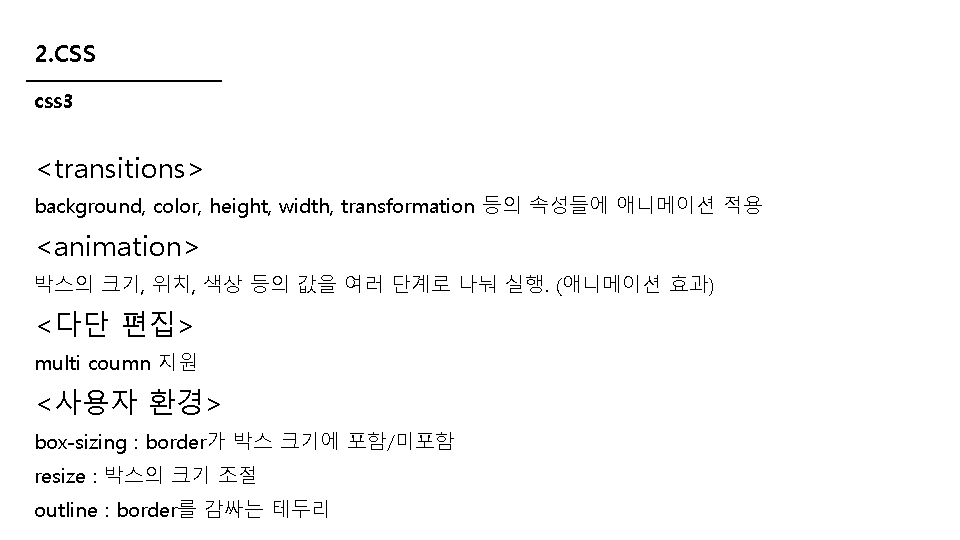 2.CSS
css3
<transitions>
background, color, height, width, transformation 등의 속성들에 애니메이션 적용
<animation>
박스의 크기, 위치, 색상 등의 값을 여러 단계로 나눠 실행. (애니메이션 효과)
<다단 편집>
multi coumn 지원
<사용자 환경>
box-sizing : border가 박스 크기에 포함/미포함
resize : 박스의 크기 조절
outline : border를 감싸는 테두리